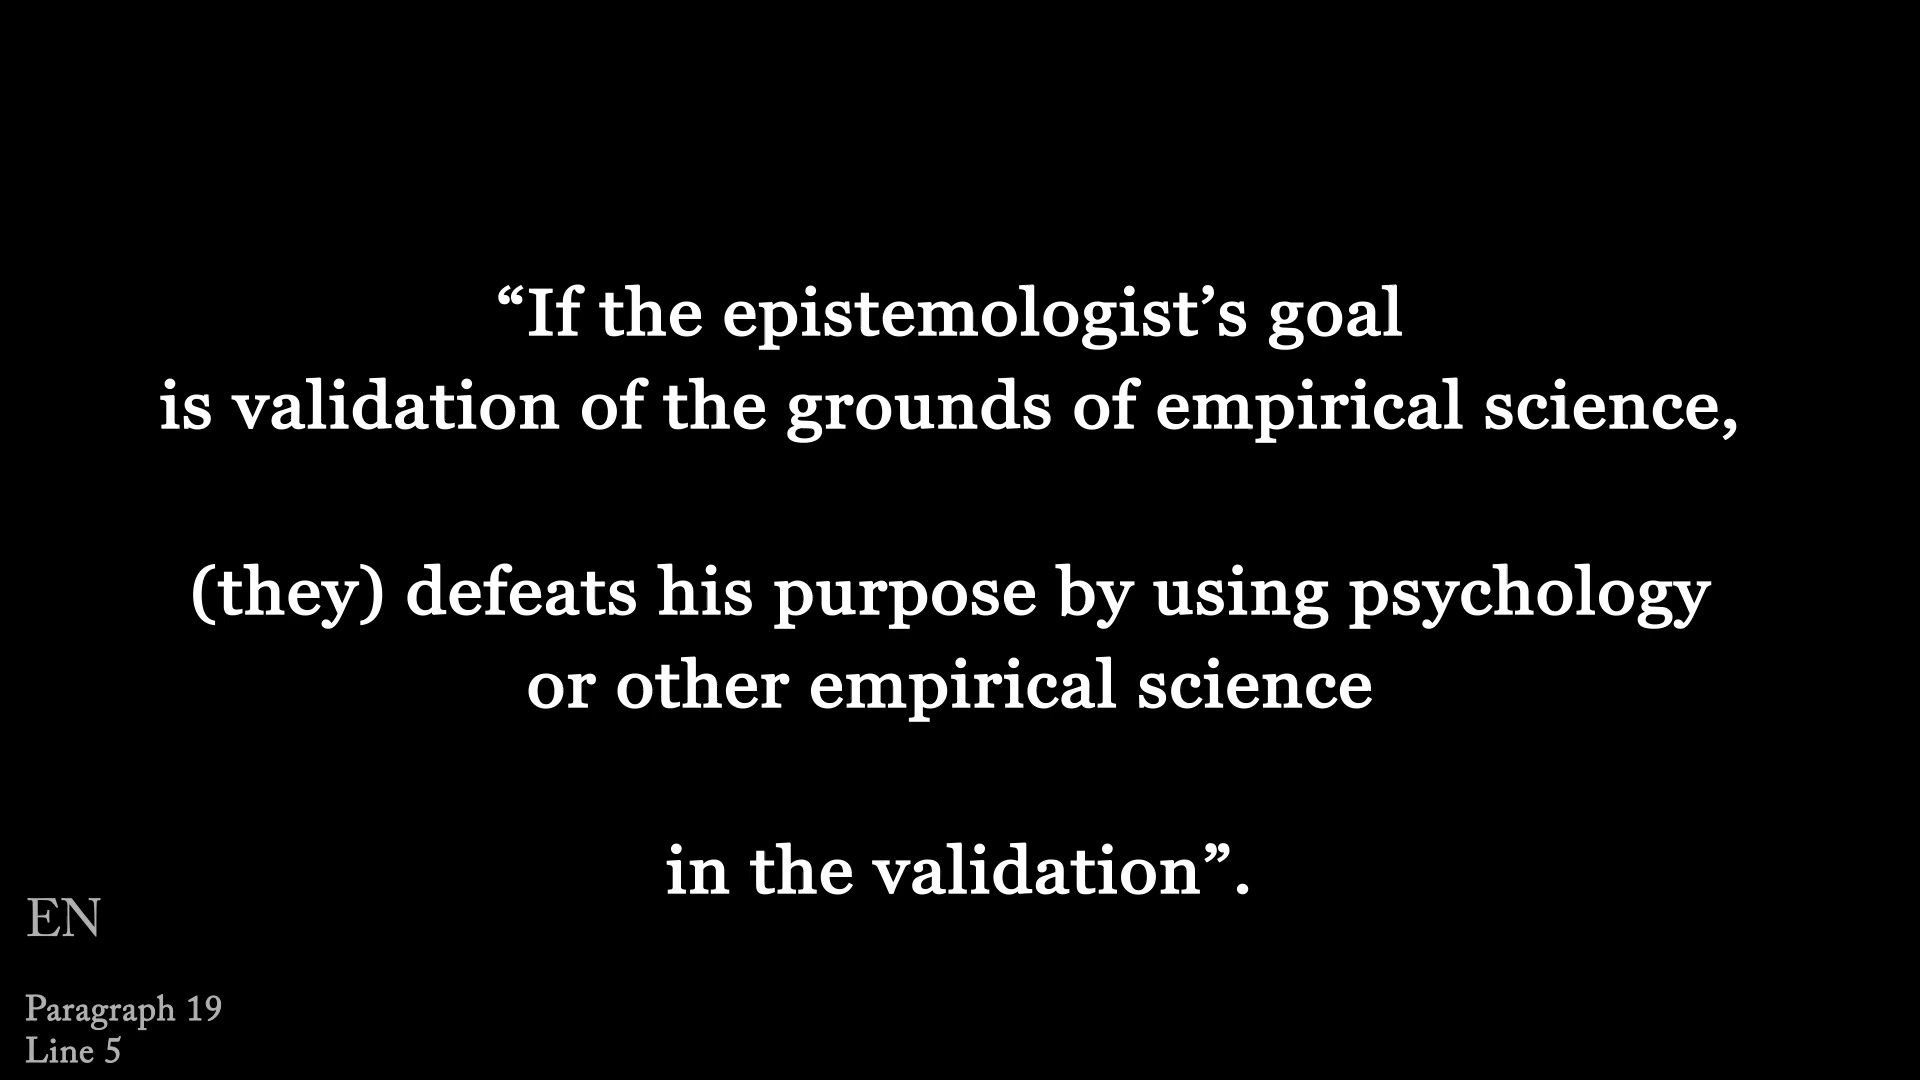 “If the epistemologist’s goal
is validation of the grounds of empirical science,
(they) defeats his purpose by using psychology
or other empirical science
in the validation”.
EN
Paragraph 19
Line 5